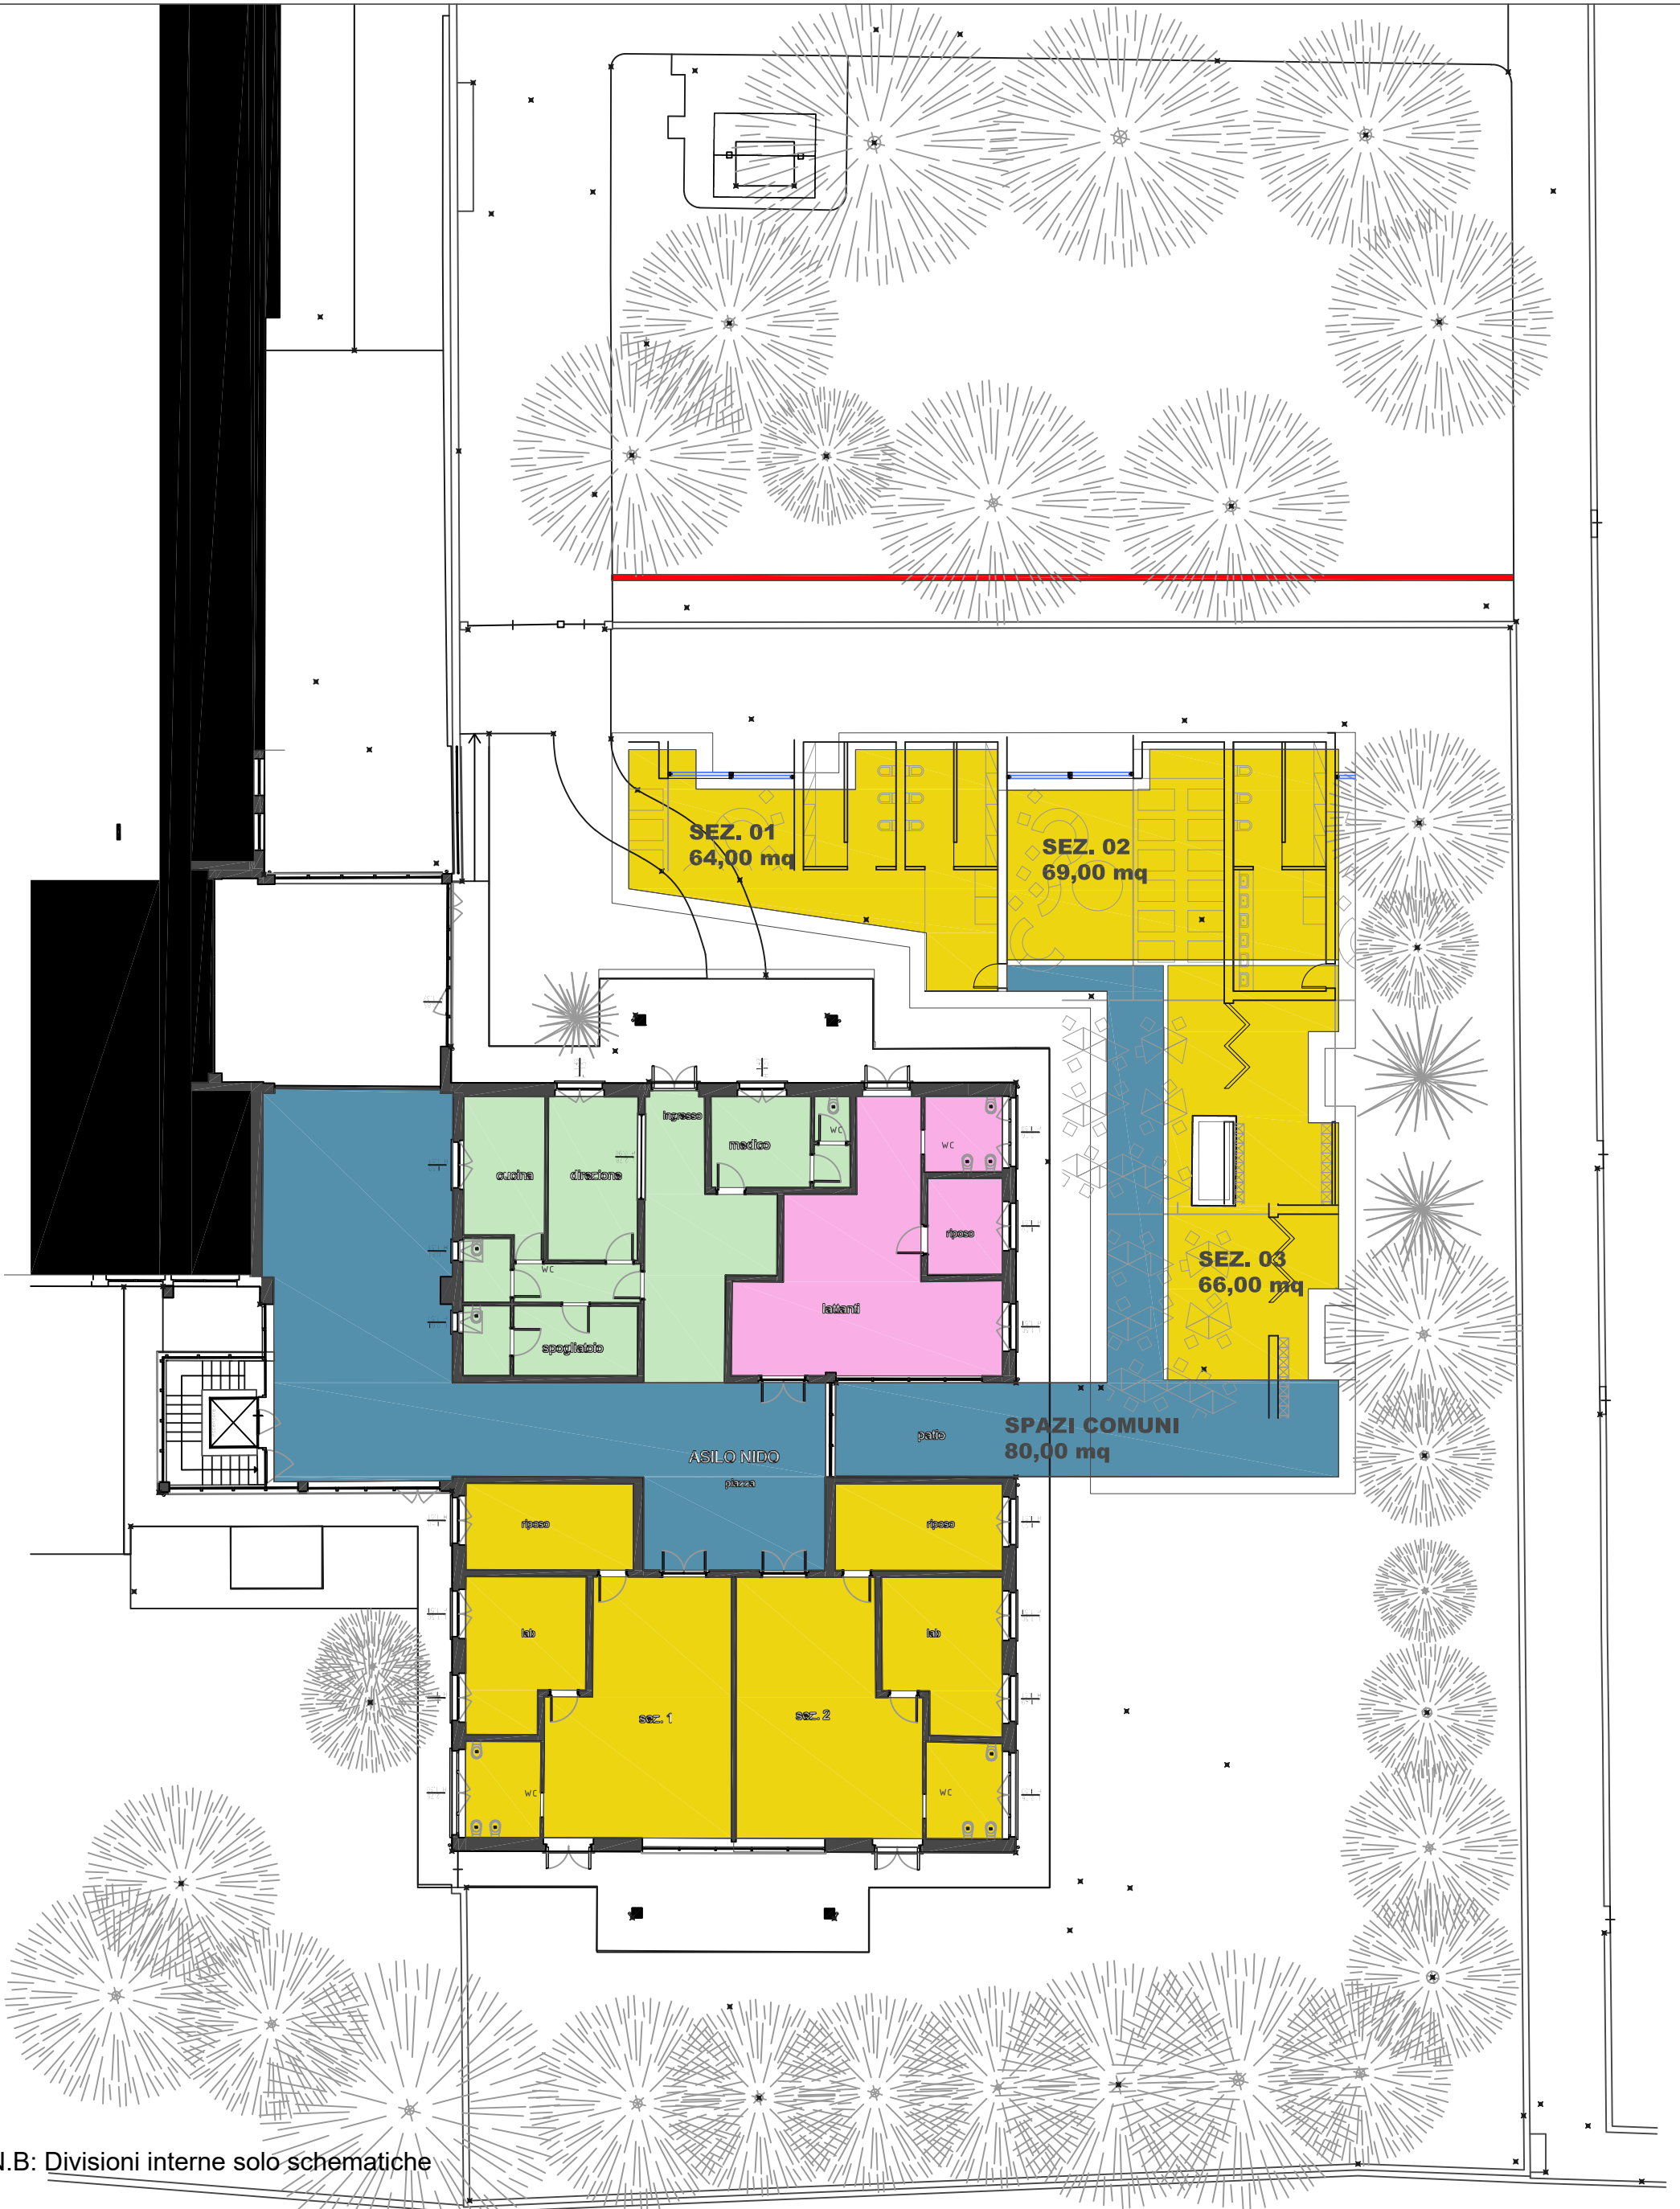 SEZ. 01
64,00 mq
SEZ. 02
69,00 mq
ingresso
medico
WC
WC
cucina
direzione
riposo
WC
SEZ. 03
66,00 mq
lattanti
spogliatoio
SPAZI COMUNI
80,00 mq
patio
ASILO NIDO
piazza
riposo
riposo
lab
lab
sez. 1
sez. 2
WC
WC
N.B: Divisioni interne solo schematiche